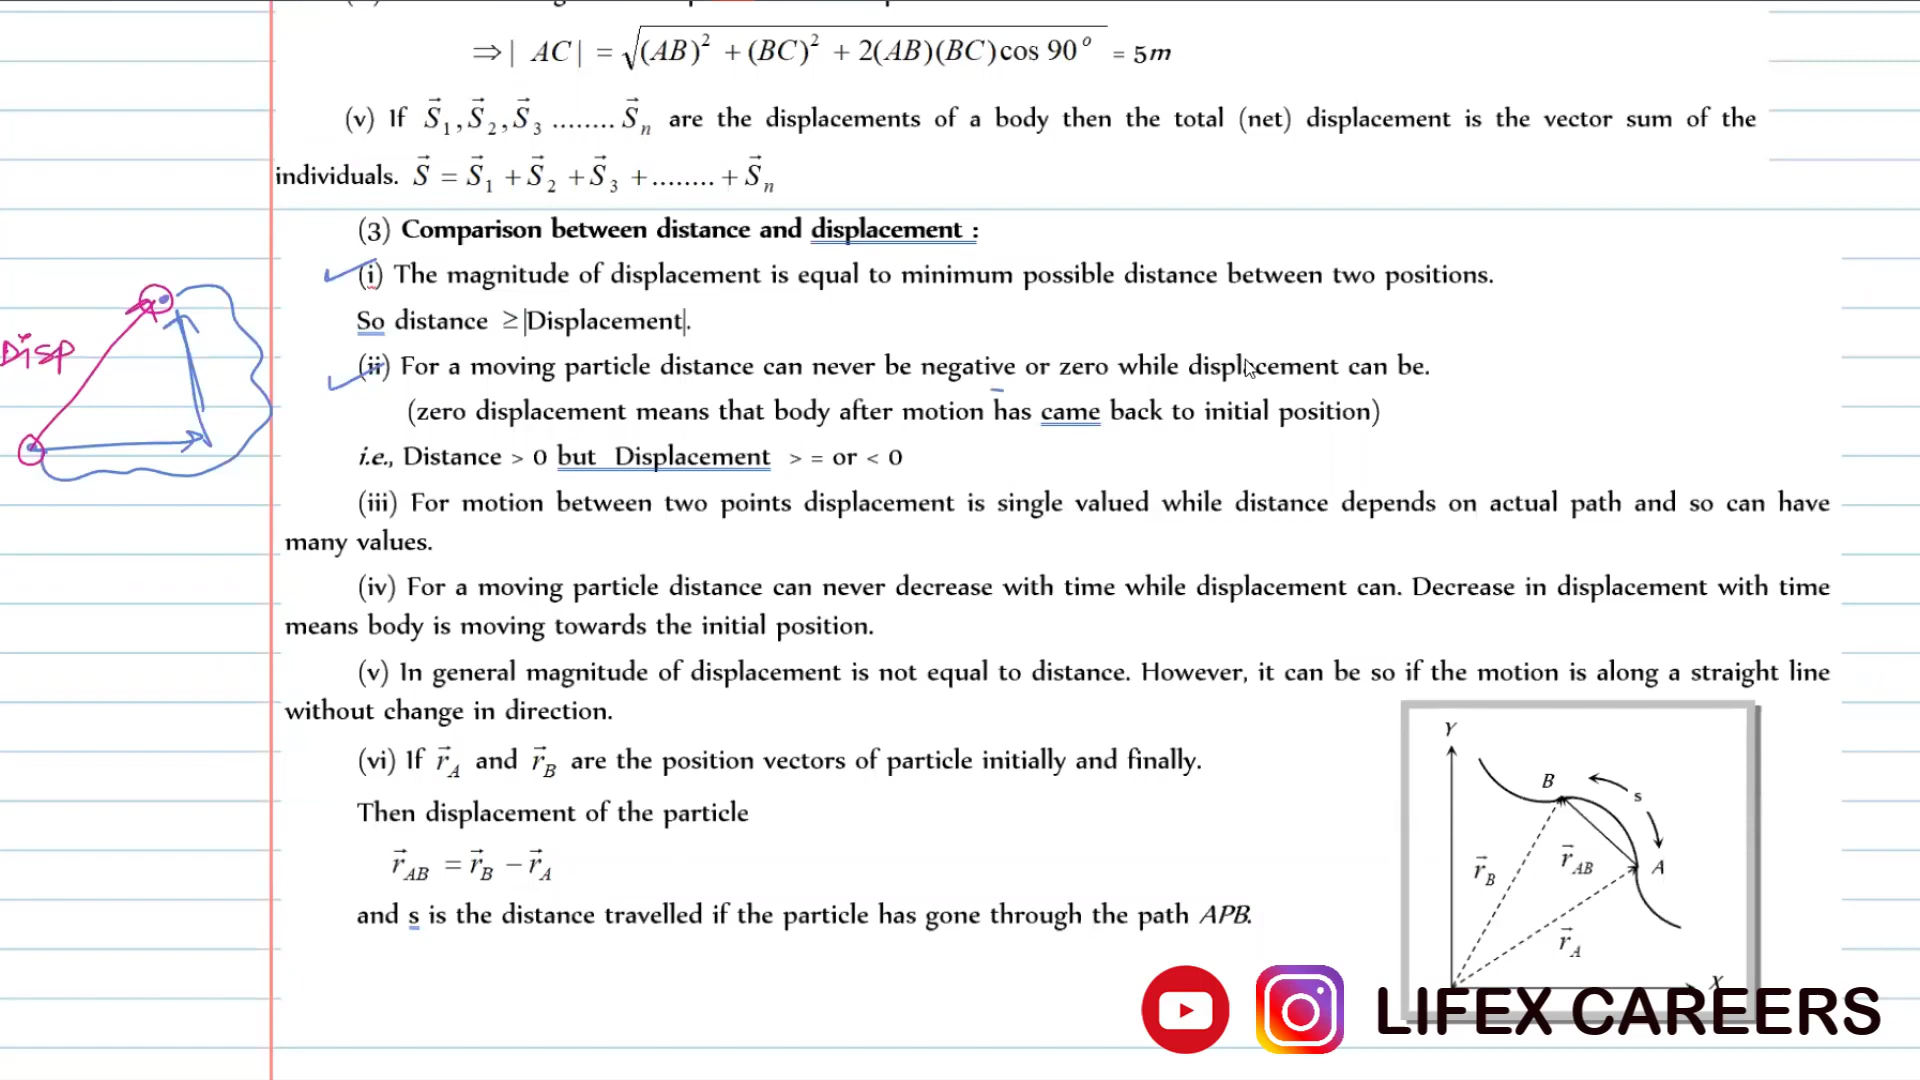 ⇒| AC| = √(AB)² + (BC)² + 2(AB)(BC)cos 90° = 5m
(v) If S⃗₁,S⃗₂,S⃗₃ ........S⃗ₙ are the displacements of a body then the total (net) displacement is the vector sum of the
individuals. S⃗ = S⃗₁ +S⃗₂ +S⃗₃ +........ +S⃗ₙ
(3) Comparison between distance and displacement :
(i) The magnitude of displacement is equal to minimum possible distance between two positions.
So distance ≥|Displacement|.
DISP
(ii) For a moving particle distance can never be negative or zero while displacement can be.
(zero displacement means that body after motion has came back to initial position)
i.e., Distance > 0 but Displacement > = or < 0
(iii) For motion between two points displacement is single valued while distance depends on actual path and so can have
many values.
(iv) For a moving particle distance can never decrease with time while displacement can. Decrease in displacement with time
means body is moving towards the initial position.
(v) In general magnitude of displacement is not equal to distance. However, it can be so if the motion is along a straight line
without change in direction.
(vi) If r⃗A and r⃗B are the position vectors of particle initially and finally.
Then displacement of the particle
r⃗AB = r⃗B − r⃗A
and s is the distance travelled if the particle has gone through the path APB.
Y
B
s
r⃗B
r⃗AB
A
r⃗A
X
LIFEX CAREERS